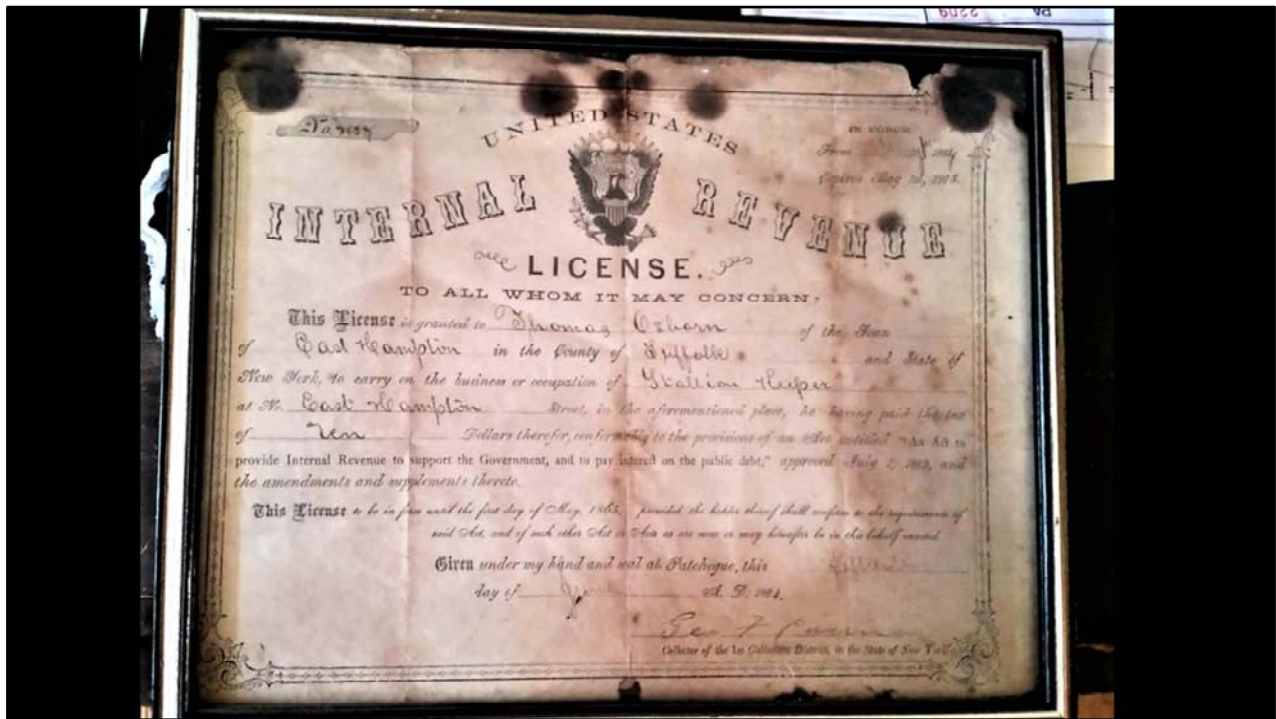 2209 VA
UNITED STATES
IN FORCE
From 1864
Expires May 1st, 1865.
INTERNAL REVENUE
LICENSE.
TO ALL WHOM IT MAY CONCERN:
This License is granted to Thomas Osborn of the Town
of East Hampton in the County of Suffolk and State of
New York, to carry on the business or occupation of Stallion Keeper
at No. East Hampton Street, in the aforementioned place, he having paid the tax
of Ten Dollars therefor, conformably to the provisions of an Act entitled "An Act to
provide Internal Revenue to support the Government, and to pay interest on the public debt," approved July 1, 1862, and
the amendments and supplements thereto.
This License to be in force until the first day of May, 1865, provided the holder thereof shall conform to the requirements of
said Act, and of such other Act or Acts as are now or may hereafter be in this behalf enacted.
Given under my hand and seal at Patchogue, this
day of June A. D. 1864.
Geo F
Collector of the 1st Collection District, in the State of New York.